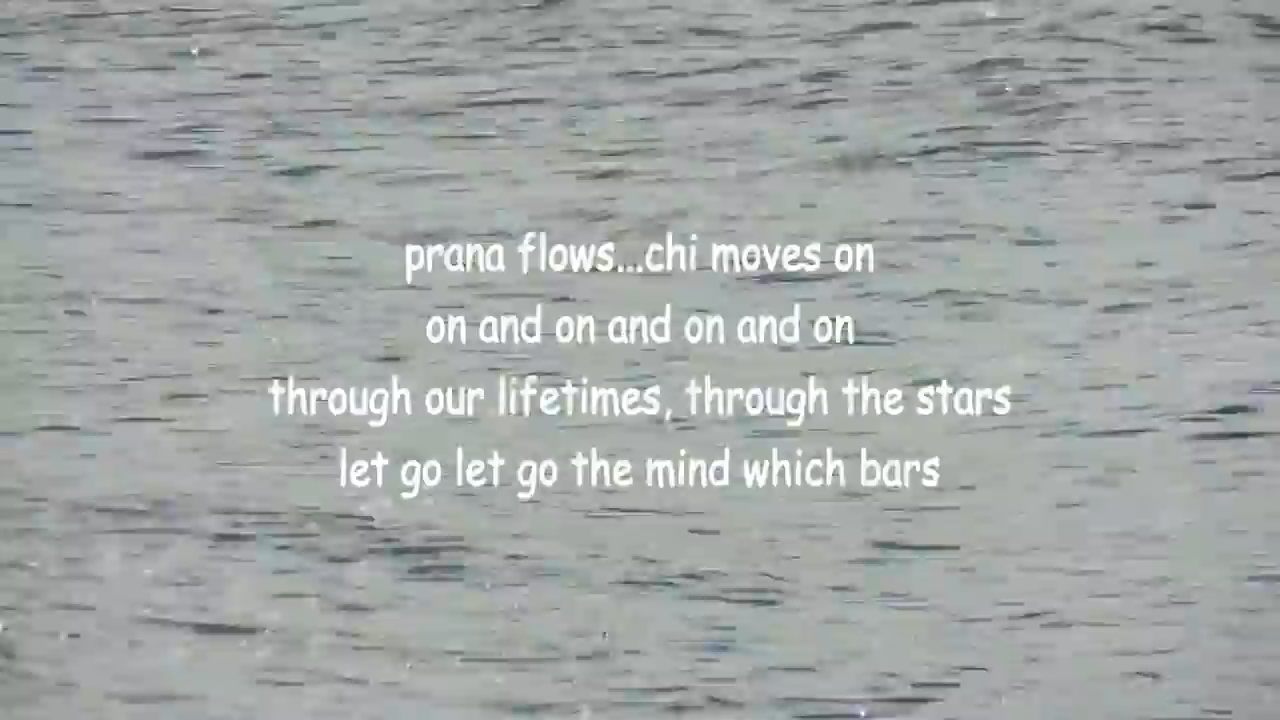 prana flows...chi moves on
on and on and on and on
through our lifetimes, through the stars
let go let go the mind which bars